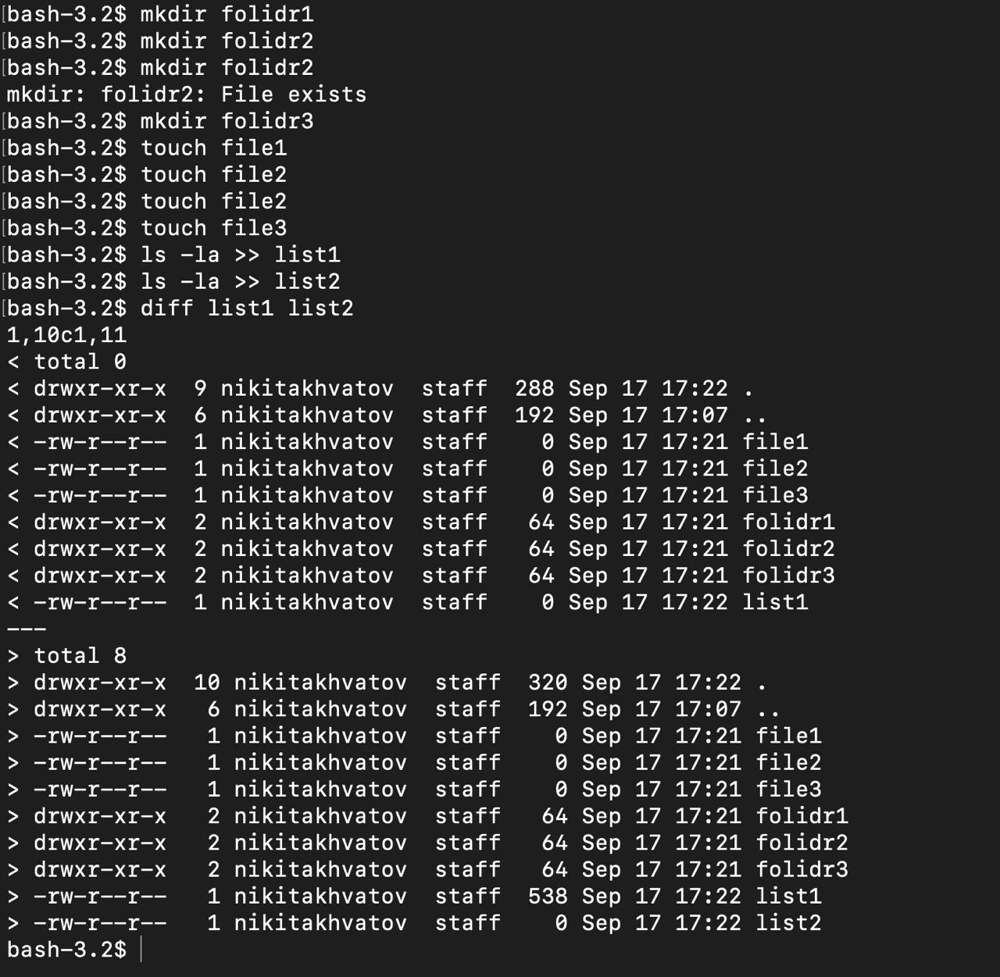 [bash-3.2$ mkdir folidr1
[bash-3.2$ mkdir folidr2
[bash-3.2$ mkdir folidr2
mkdir: folidr2: File exists
[bash-3.2$ mkdir folidr3
[bash-3.2$ touch file1
[bash-3.2$ touch file2
[bash-3.2$ touch file2
[bash-3.2$ touch file3
[bash-3.2$ ls -la >> list1
[bash-3.2$ ls -la >> list2
[bash-3.2$ diff list1 list2
1,10c1,11
< total 0
< drwxr-xr-x  9 nikitakhvatov  staff  288 Sep 17 17:22 .
< drwxr-xr-x  6 nikitakhvatov  staff  192 Sep 17 17:07 ..
< -rw-r--r--  1 nikitakhvatov  staff    0 Sep 17 17:21 file1
< -rw-r--r--  1 nikitakhvatov  staff    0 Sep 17 17:21 file2
< -rw-r--r--  1 nikitakhvatov  staff    0 Sep 17 17:21 file3
< drwxr-xr-x  2 nikitakhvatov  staff   64 Sep 17 17:21 folidr1
< drwxr-xr-x  2 nikitakhvatov  staff   64 Sep 17 17:21 folidr2
< drwxr-xr-x  2 nikitakhvatov  staff   64 Sep 17 17:21 folidr3
< -rw-r--r--  1 nikitakhvatov  staff    0 Sep 17 17:22 list1
---
> total 8
> drwxr-xr-x  10 nikitakhvatov  staff  320 Sep 17 17:22 .
> drwxr-xr-x   6 nikitakhvatov  staff  192 Sep 17 17:07 ..
> -rw-r--r--   1 nikitakhvatov  staff    0 Sep 17 17:21 file1
> -rw-r--r--   1 nikitakhvatov  staff    0 Sep 17 17:21 file2
> -rw-r--r--   1 nikitakhvatov  staff    0 Sep 17 17:21 file3
> drwxr-xr-x   2 nikitakhvatov  staff   64 Sep 17 17:21 folidr1
> drwxr-xr-x   2 nikitakhvatov  staff   64 Sep 17 17:21 folidr2
> drwxr-xr-x   2 nikitakhvatov  staff   64 Sep 17 17:21 folidr3
> -rw-r--r--   1 nikitakhvatov  staff  538 Sep 17 17:22 list1
> -rw-r--r--   1 nikitakhvatov  staff    0 Sep 17 17:22 list2
bash-3.2$